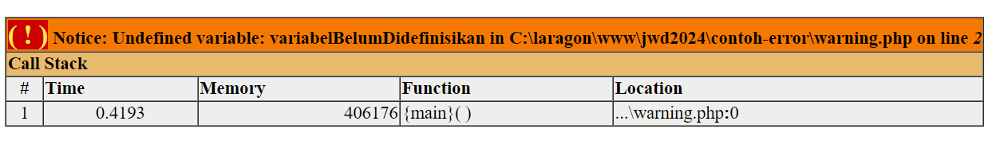 ( ! ) Notice: Undefined variable: variabelBelumDidefinisikan in C:\laragon\www\jwd2024\contoh-error\warning.php on line 2
Call Stack
# Time Memory Function Location
1 0.4193 406176 {main}( ) ...\warning.php:0